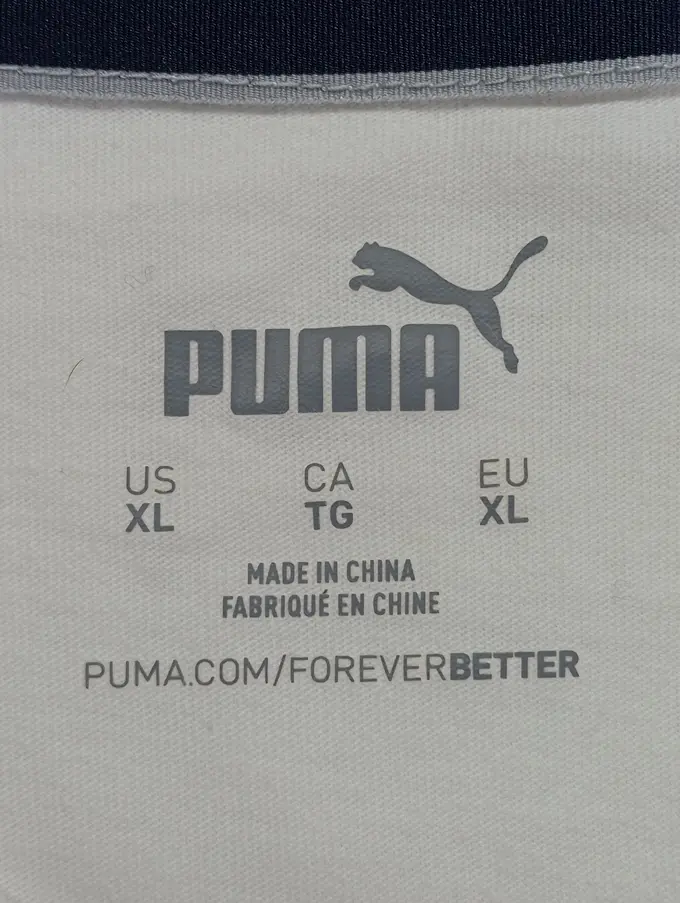 PUMA
US CA EU
XL TG XL
MADE IN CHINA
FABRIQUÉ EN CHINE
PUMA.COM/FOREVERBETTER